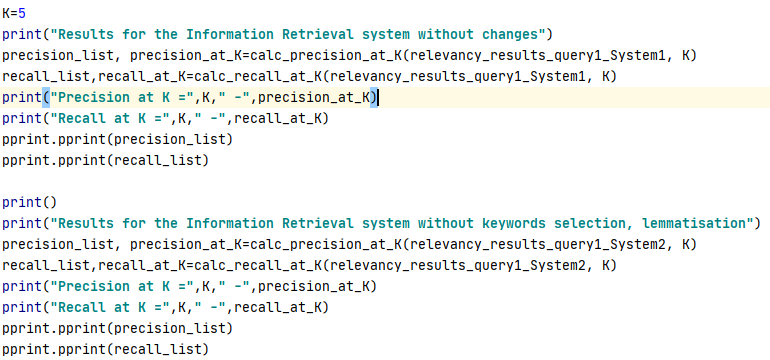 K=5
print("Results for the Information Retrieval system without changes")
precision_list, precision_at_K=calc_precision_at_K(relevancy_results_query1_System1, K)
recall_list,recall_at_K=calc_recall_at_K(relevancy_results_query1_System1, K)
print("Precision at K =",K," -",precision_at_K)
print("Recall at K =",K," -",recall_at_K)
pprint.pprint(precision_list)
pprint.pprint(recall_list)

print()
print("Results for the Information Retrieval system without keywords selection, lemmatisation")
precision_list, precision_at_K=calc_precision_at_K(relevancy_results_query1_System2, K)
recall_list,recall_at_K=calc_recall_at_K(relevancy_results_query1_System2, K)
print("Precision at K =",K," -",precision_at_K)
print("Recall at K =",K," -",recall_at_K)
pprint.pprint(precision_list)
pprint.pprint(recall_list)